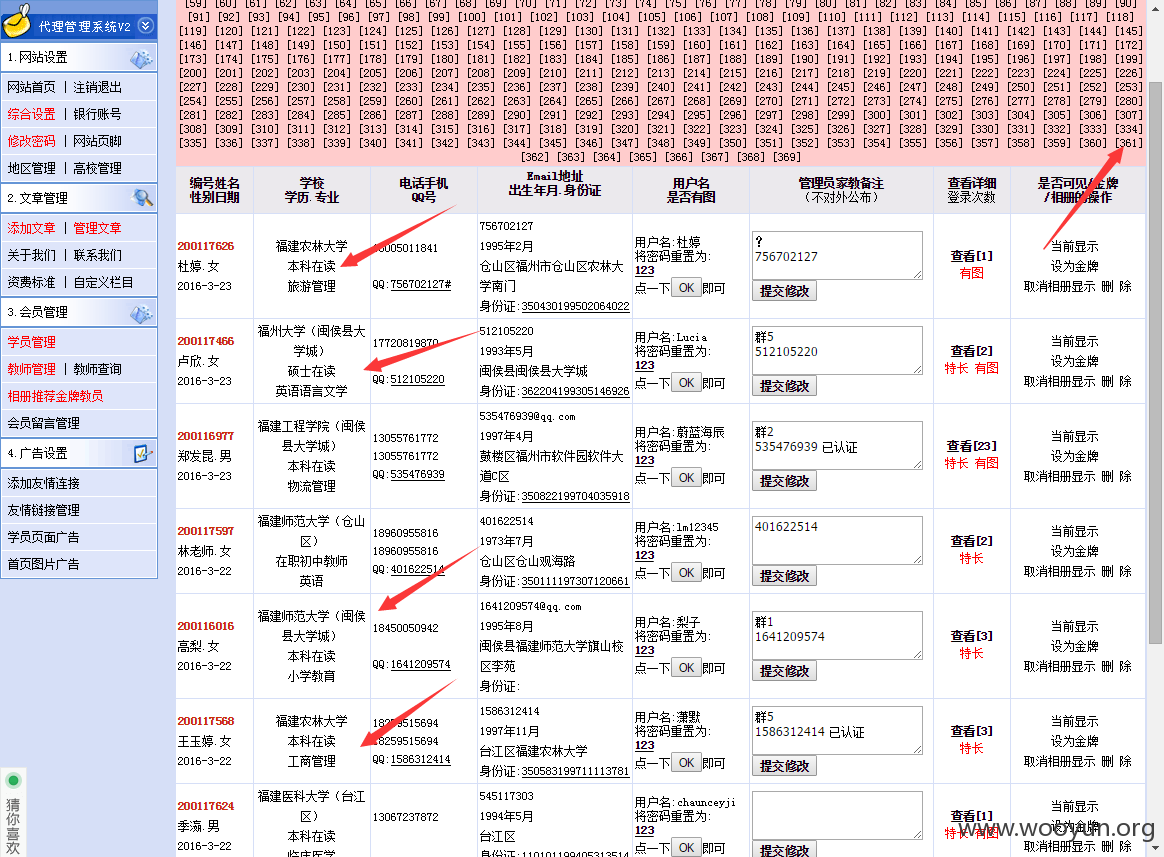 代理管理系统V2
1.网站设置
网站首页 | 注销退出
综合设置 | 银行账号
修改密码 | 网站页脚
地区管理 | 高校管理
2.文章管理
添加文章 | 管理文章
关于我们 | 联系我们
资费标准 | 自定义栏目
3.会员管理
学员管理
教师管理 | 教师查询
相册推荐金牌教员
会员留言管理
4.广告设置
添加友情连接
友情链接管理
学员页面广告
首页图片广告
猜你喜欢
[59] [60] [61] [62] [63] [64] [65] [66] [67] [68] [69] [70] [71] [72] [73] [74] [75] [76] [77] [78] [79] [80] [81] [82] [83] [84] [85] [86] [87] [88] [89] [90]
[91] [92] [93] [94] [95] [96] [97] [98] [99] [100] [101] [102] [103] [104] [105] [106] [107] [108] [109] [110] [111] [112] [113] [114] [115] [116] [117] [118]
[119] [120] [121] [122] [123] [124] [125] [126] [127] [128] [129] [130] [131] [132] [133] [134] [135] [136] [137] [138] [139] [140] [141] [142] [143] [144] [145]
[146] [147] [148] [149] [150] [151] [152] [153] [154] [155] [156] [157] [158] [159] [160] [161] [162] [163] [164] [165] [166] [167] [168] [169] [170] [171] [172]
[173] [174] [175] [176] [177] [178] [179] [180] [181] [182] [183] [184] [185] [186] [187] [188] [189] [190] [191] [192] [193] [194] [195] [196] [197] [198] [199]
[200] [201] [202] [203] [204] [205] [206] [207] [208] [209] [210] [211] [212] [213] [214] [215] [216] [217] [218] [219] [220] [221] [222] [223] [224] [225] [226]
[227] [228] [229] [230] [231] [232] [233] [234] [235] [236] [237] [238] [239] [240] [241] [242] [243] [244] [245] [246] [247] [248] [249] [250] [251] [252] [253]
[254] [255] [256] [257] [258] [259] [260] [261] [262] [263] [264] [265] [266] [267] [268] [269] [270] [271] [272] [273] [274] [275] [276] [277] [278] [279] [280]
[281] [282] [283] [284] [285] [286] [287] [288] [289] [290] [291] [292] [293] [294] [295] [296] [297] [298] [299] [300] [301] [302] [303] [304] [305] [306] [307]
[308] [309] [310] [311] [312] [313] [314] [315] [316] [317] [318] [319] [320] [321] [322] [323] [324] [325] [326] [327] [328] [329] [330] [331] [332] [333] [334]
[335] [336] [337] [338] [339] [340] [341] [342] [343] [344] [345] [346] [347] [348] [349] [350] [351] [352] [353] [354] [355] [356] [357] [358] [359] [360] [361]
[362] [363] [364] [365] [366] [367] [368] [369]
编号姓名
性别日期
学校
学历.专业
电话手机
QQ号
Email地址
出生年月.身份证
用户名
是否有图
管理员家教备注
(不对外公布)
查看详细
登录次数
是否可见/金牌
/相册的操作
200117626
杜婷.女
2016-3-23
福建农林大学
本科在读
旅游管理
005011841
QQ:756702127#
756702127
1995年2月
仓山区福州市仓山区农林大
学南门
身份证:350430199502064022
用户名:杜婷
将密码重置为:
123
点一下 OK 即可
?
756702127
提交修改
查看[1]
有图
当前显示
设为金牌
取消相册显示 删 除
200117466
卢欣.女
2016-3-23
福州大学（闽侯县大
学城）
硕士在读
英语语言文学
17720819870
QQ:512105220
512105220
1993年5月
闽侯县闽侯县大学城
身份证:362204199305146926
用户名:Lucia
将密码重置为:
123
点一下 OK 即可
群5
512105220
提交修改
查看[2]
特长 有图
当前显示
设为金牌
取消相册显示 删 除
200116977
郑发昆.男
2016-3-23
福建工程学院（闽侯
县大学城）
本科在读
物流管理
13055761772
13055761772
QQ:535476939
535476939@qq.com
1997年4月
鼓楼区福州市软件园软件大
道C区
身份证:350822199704035918
用户名:蔚蓝海辰
将密码重置为:
123
点一下 OK 即可
群2
535476939 已认证
提交修改
查看[23]
特长 有图
当前显示
设为金牌
取消相册显示 删 除
200117597
林老师.女
2016-3-22
福建师范大学（仓山
区）
在职初中教师
英语
18960955816
18960955816
QQ:401622514
401622514
1973年7月
仓山区仓山观海路
身份证:350111197307120661
用户名:lm12345
将密码重置为:
123
点一下 OK 即可
401622514
提交修改
查看[2]
特长
当前显示
设为金牌
取消相册显示 删 除
200116016
高梨.女
2016-3-22
福建师范大学（闽侯
县大学城）
本科在读
小学教育
18450050942
QQ:1641209574
1641209574@qq.com
1995年8月
闽侯县福建师范大学旗山校
区李苑
身份证:
用户名:梨子
将密码重置为:
123
点一下 OK 即可
群1
1641209574
提交修改
查看[3]
特长
当前显示
设为金牌
取消相册显示 删 除
200117568
王玉婷.女
2016-3-22
福建农林大学
本科在读
工商管理
18259515694
18259515694
QQ:1586312414
1586312414
1997年11月
台江区福建农林大学
身份证:350583199711113781
用户名:萧默
将密码重置为:
123
点一下 OK 即可
群5
1586312414 已认证
提交修改
查看[3]
特长
当前显示
设为金牌
取消相册显示 删 除
200117624
季滪.男
2016-3-22
福建医科大学（台江
区）
本科在读
临床医学
13067237872
545117303
1994年5月
台江区
用户名:chaunceyji
将密码重置为:
123
点一下 OK 即可
提交修改
查看[1]
特长 有图
当前显示
设为金牌
取消相册显示 删 除
www.wooyun.org